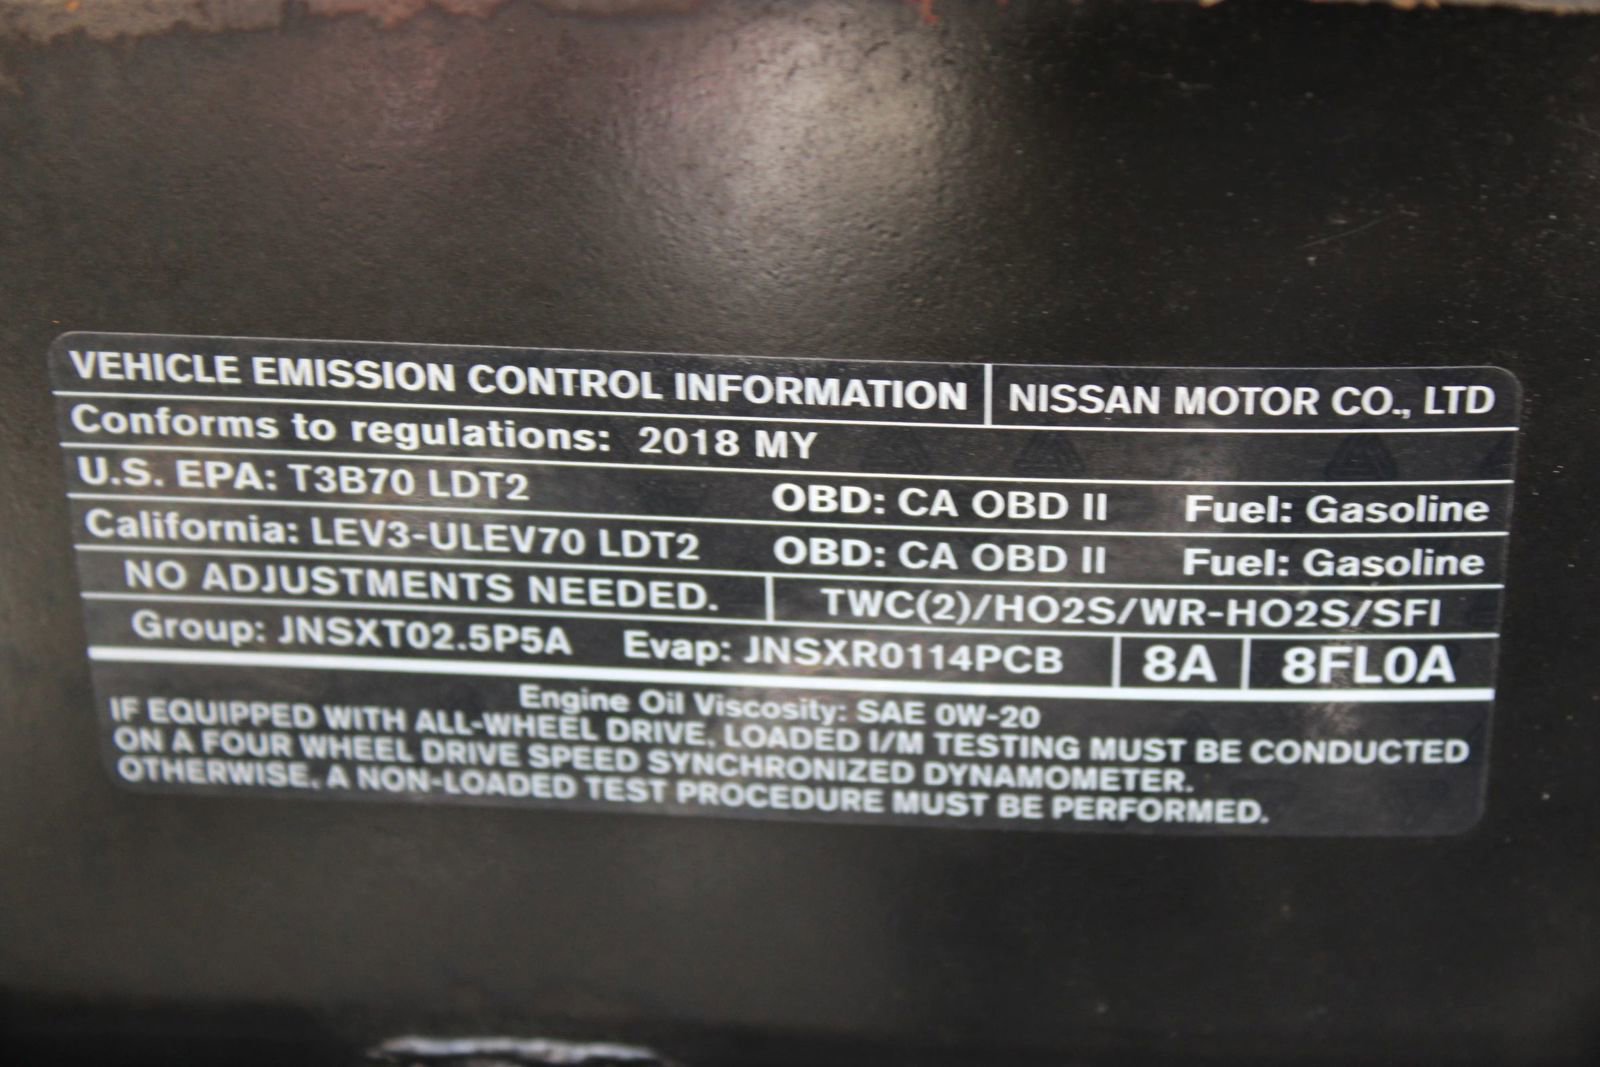 VEHICLE EMISSION CONTROL INFORMATION NISSAN MOTOR CO., LTD
Conforms to regulations: 2018 MY
U.S. EPA: T3B70 LDT2 OBD: CA OBD II Fuel: Gasoline
California: LEV3-ULEV70 LDT2 OBD: CA OBD II Fuel: Gasoline
NO ADJUSTMENTS NEEDED. TWC(2)/HO2S/WR-HO2S/SFI
Group: JNSXT02.5P5A Evap: JNSXR0114PCB 8A 8FL0A
Engine Oil Viscosity: SAE 0W-20
IF EQUIPPED WITH ALL-WHEEL DRIVE, LOADED I/M TESTING MUST BE CONDUCTED
ON A FOUR WHEEL DRIVE SPEED SYNCHRONIZED DYNAMOMETER.
OTHERWISE, A NON-LOADED TEST PROCEDURE MUST BE PERFORMED.